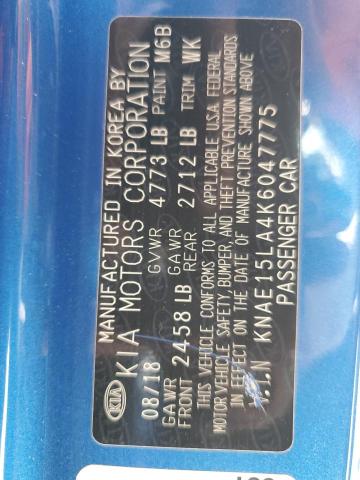 MANUFACTURED IN KOREA BY
KIA MOTORS CORPORATION
08/18 GVWR 4773 LB PAINT M6B
GAWR FRONT 2458 LB GAWR REAR 2712 LB TRIM WK
THIS VEHICLE CONFORMS TO ALL APPLICABLE U.S.A. FEDERAL
MOTOR VEHICLE SAFETY, BUMPER, AND THEFT PREVENTION STANDARDS
IN EFFECT ON THE DATE OF MANUFACTURE SHOWN ABOVE
V.I.N KNAE15LA4K6047775
PASSENGER CAR
KIA